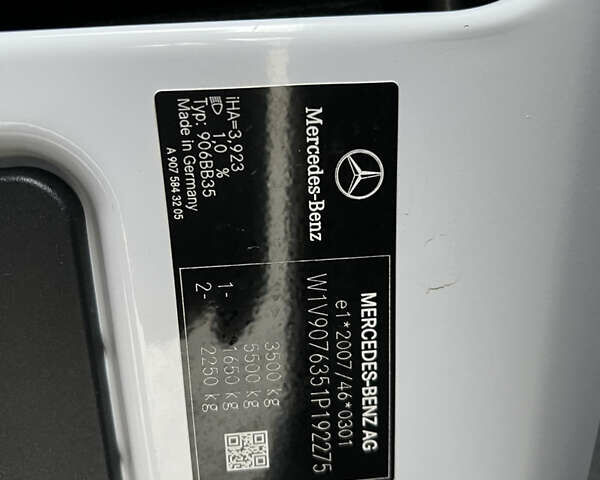 Mercedes-Benz
iHA=3,923
1,0 %
Typ: 906BB35
Made in Germany
A 907 584 32 05
MERCEDES-BENZ AG
e1*2007/46*0301
W1V9076351P192275
3500 kg
5500 kg
1- 1650 kg
2- 2250 kg